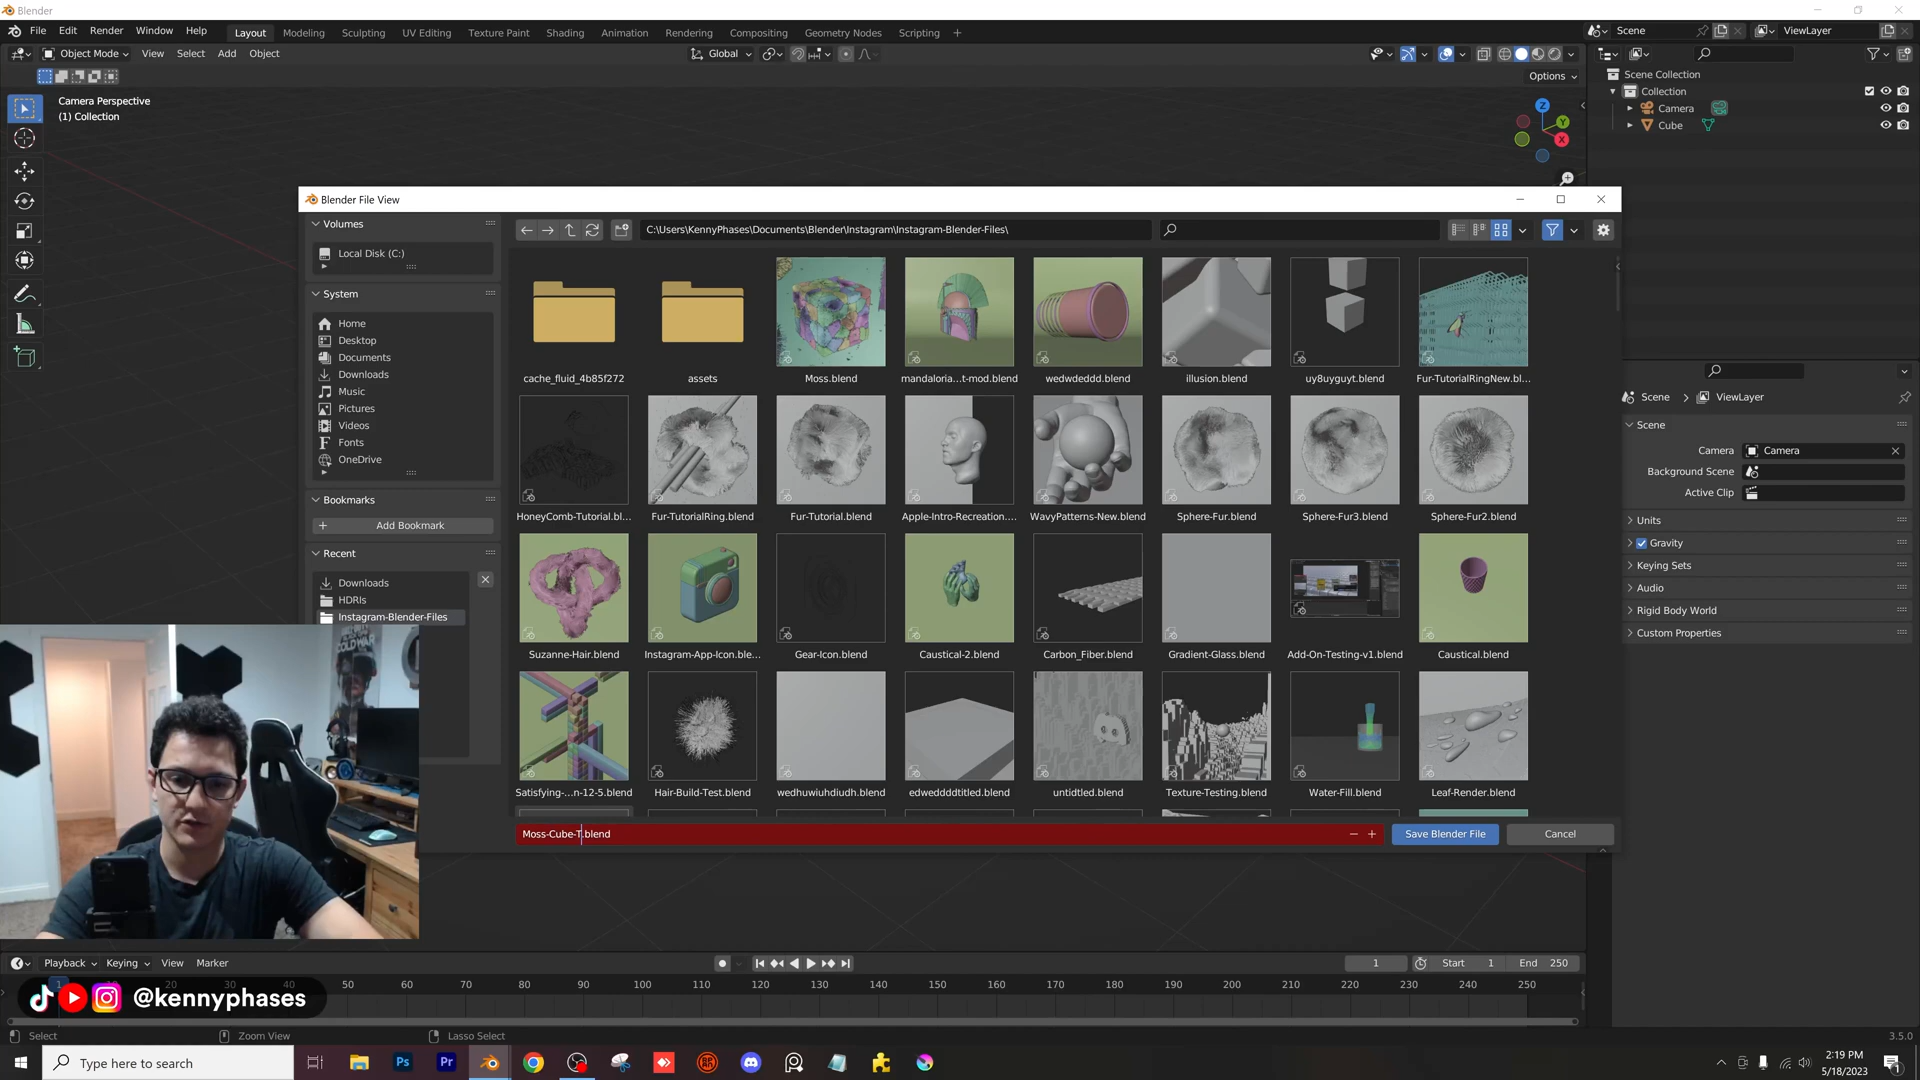 Blender
File Edit Render Window Help Layout Modeling Sculpting UV Editing Texture Paint Shading Animation Rendering Compositing Geometry Nodes Scripting + Scene ViewLayer
Object Mode View Select Add Object Global
Options
Camera Perspective
(1) Collection
Z
Y
X
Scene Collection
Collection
Camera
Cube
Blender File View
Volumes
Local Disk (C:)
System
Home
Desktop
Documents
Downloads
Music
Pictures
Videos
Fonts
OneDrive
Bookmarks
Add Bookmark
Recent
Downloads
HDRIs
Instagram-Blender-Files
C:\Users\KennyPhases\Documents\Blender\Instagram\Instagram-Blender-Files\
cache_fluid_4b85f272 assets Moss.blend mandaloria...t-mod.blend wedwdeddd.blend illusion.blend uy8uyguyt.blend Fur-TutorialRingNew.bl...
HoneyComb-Tutorial.bl... Fur-TutorialRing.blend Fur-Tutorial.blend Apple-Intro-Recreation.... WavyPatterns-New.blend Sphere-Fur.blend Sphere-Fur3.blend Sphere-Fur2.blend
Suzanne-Hair.blend Instagram-App-Icon.ble... Gear-Icon.blend Caustical-2.blend Carbon_Fiber.blend Gradient-Glass.blend Add-On-Testing-v1.blend Caustical.blend
Satisfying-...n-12-5.blend Hair-Build-Test.blend wedhuwiuhdiudh.blend edweddddtitled.blend untidtled.blend Texture-Testing.blend Water-Fill.blend Leaf-Render.blend
Moss-Cube-T.blend Save Blender File Cancel
Scene > ViewLayer
Scene
Camera Camera
Background Scene
Active Clip
Units
Gravity
Keying Sets
Audio
Rigid Body World
Custom Properties
COLD WAR
Playback Keying View Marker 1 Start 1 End 250
1 50 60 70 80 90 100 110 120 130 140 150 160 170 180 190 200 210 220 230 240 250
@kennyphases
Select Zoom View Lasso Select 3.5.0
Type here to search
Ps
Pr
2:19 PM
5/18/2023
1